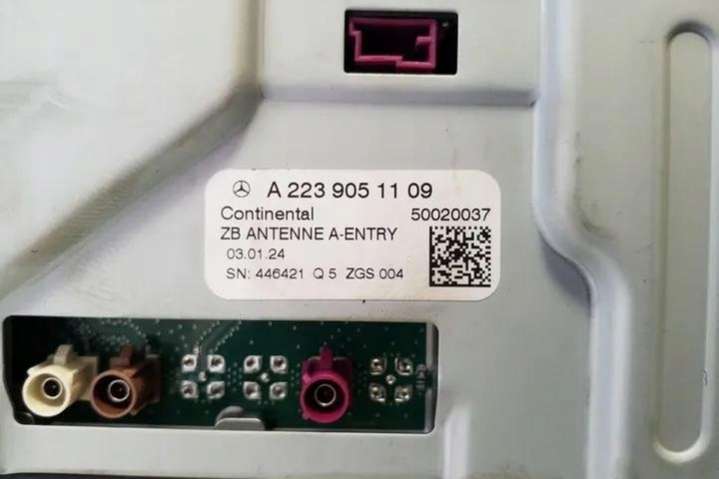 A 223 905 11 09
Continental 50020037
ZB ANTENNE A-ENTRY
03.01.24
SN: 446421 Q 5 ZGS 004